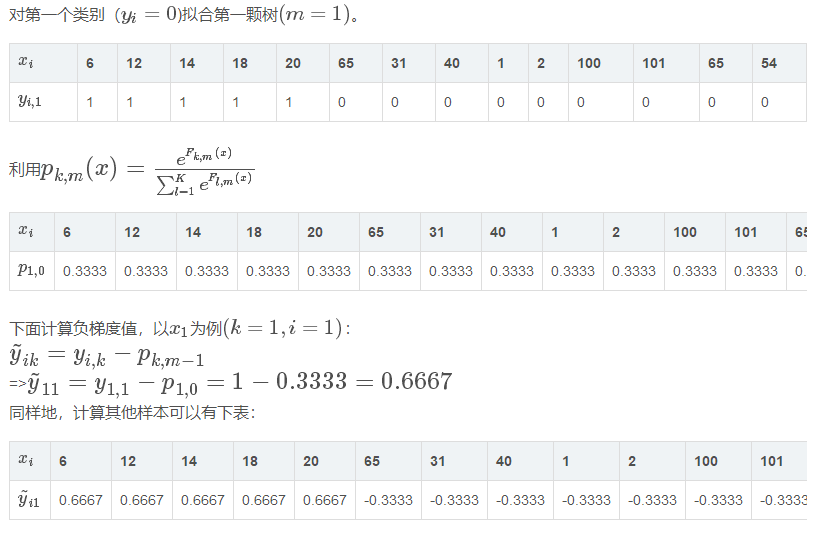 对第一个类别（$y_i = 0$)拟合第一颗树$(m = 1)$。
$x_i$ 6 12 14 18 20 65 31 40 1 2 100 101 65 54
$y_{i,1}$ 1 1 1 1 1 0 0 0 0 0 0 0 0 0
利用$p_{k,m}(x) = \frac{e^{F_{k,m}(x)}}{\sum_{l=1}^{K} e^{F_{l,m}(x)}}$
$x_i$ 6 12 14 18 20 65 31 40 1 2 100 101 65
$p_{1,0}$ 0.3333 0.3333 0.3333 0.3333 0.3333 0.3333 0.3333 0.3333 0.3333 0.3333 0.3333 0.3333 0.
下面计算负梯度值，以$x_1$为例$(k = 1, i = 1)$：
$\tilde{y}_{ik} = y_{i,k} - p_{k,m-1}$
=>$\tilde{y}_{11} = y_{1,1} - p_{1,0} = 1 - 0.3333 = 0.6667$
同样地，计算其他样本可以有下表：
$x_i$ 6 12 14 18 20 65 31 40 1 2 100 101
$\tilde{y}_{i1}$ 0.6667 0.6667 0.6667 0.6667 0.6667 -0.3333 -0.3333 -0.3333 -0.3333 -0.3333 -0.3333 -0.3333